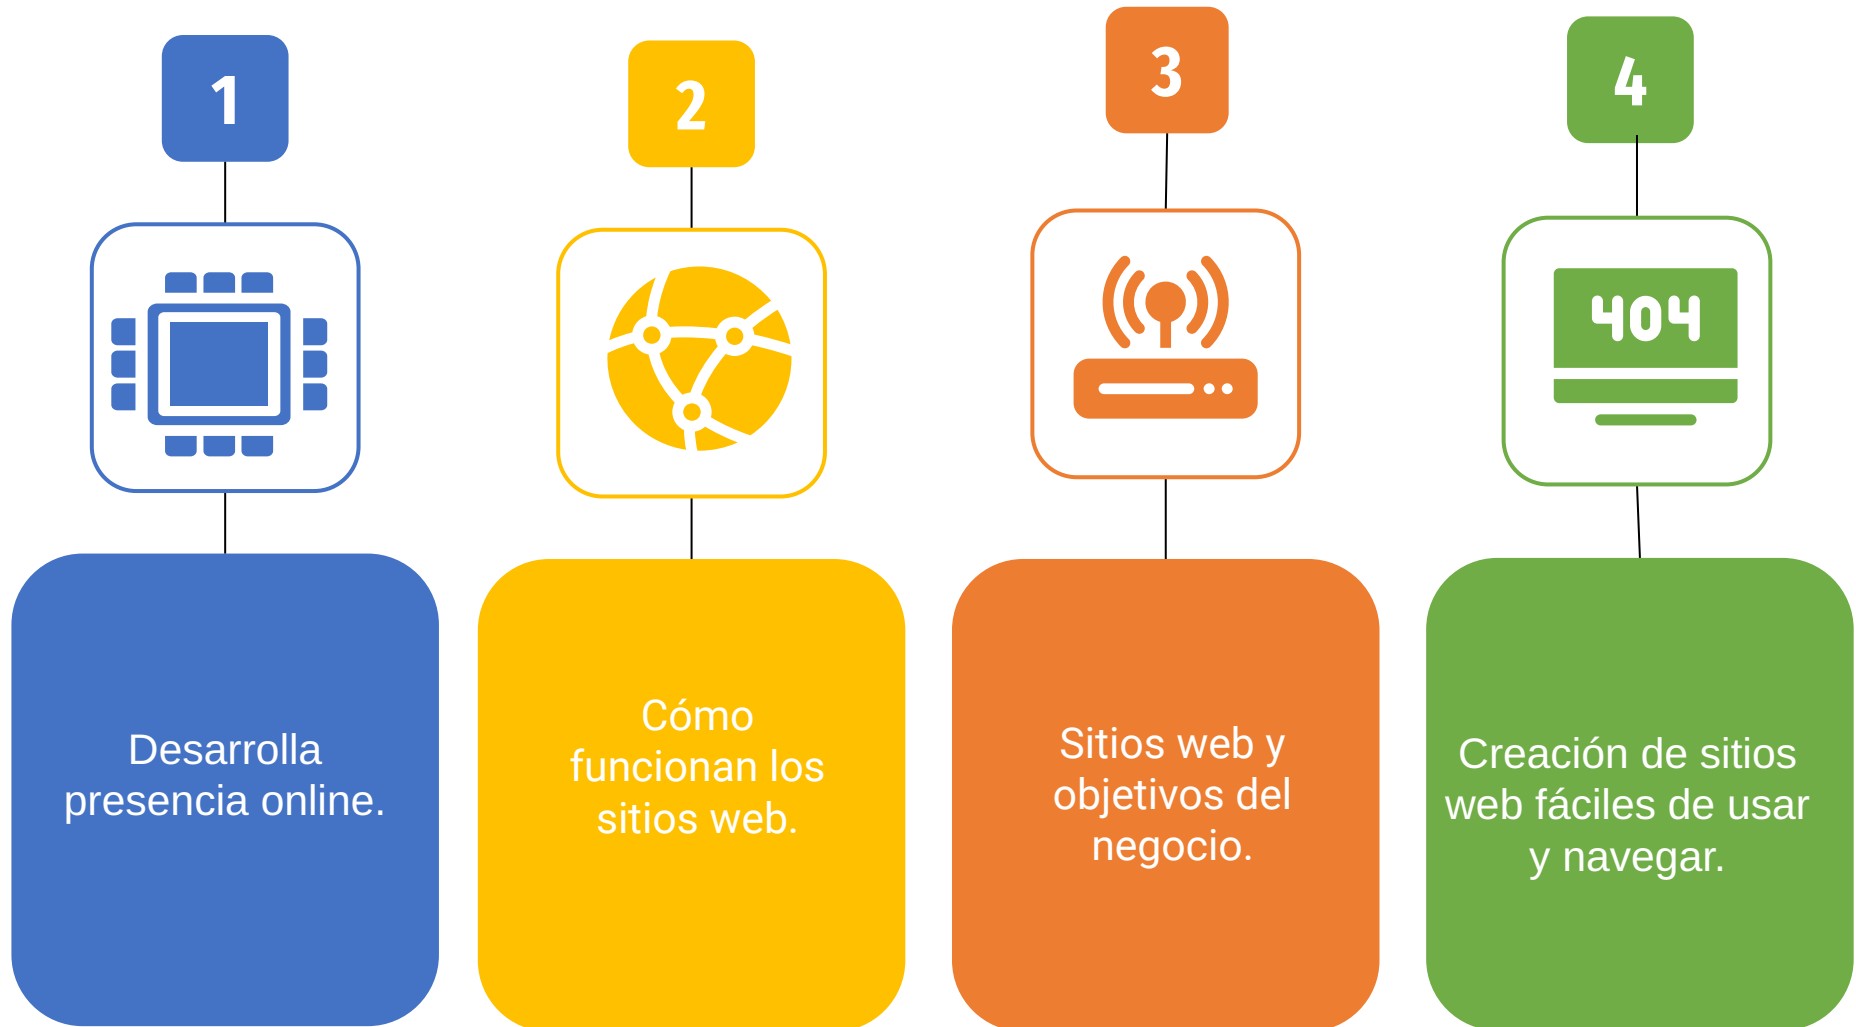 1
2
3
4
404
Desarrolla
presencia online.
Cómo
funcionan los
sitios web.
Sitios web y
objetivos del
negocio.
Creación de sitios
web fáciles de usar
y navegar.